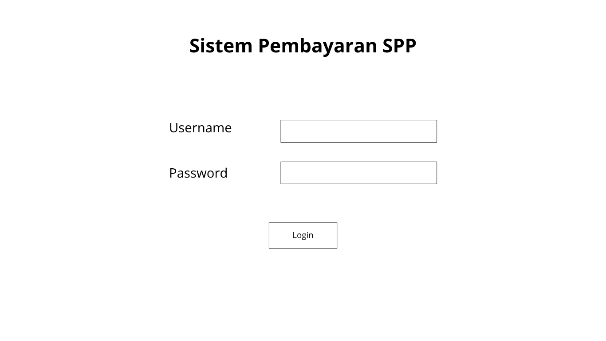 Sistem Pembayaran SPP
Username
Password
Login